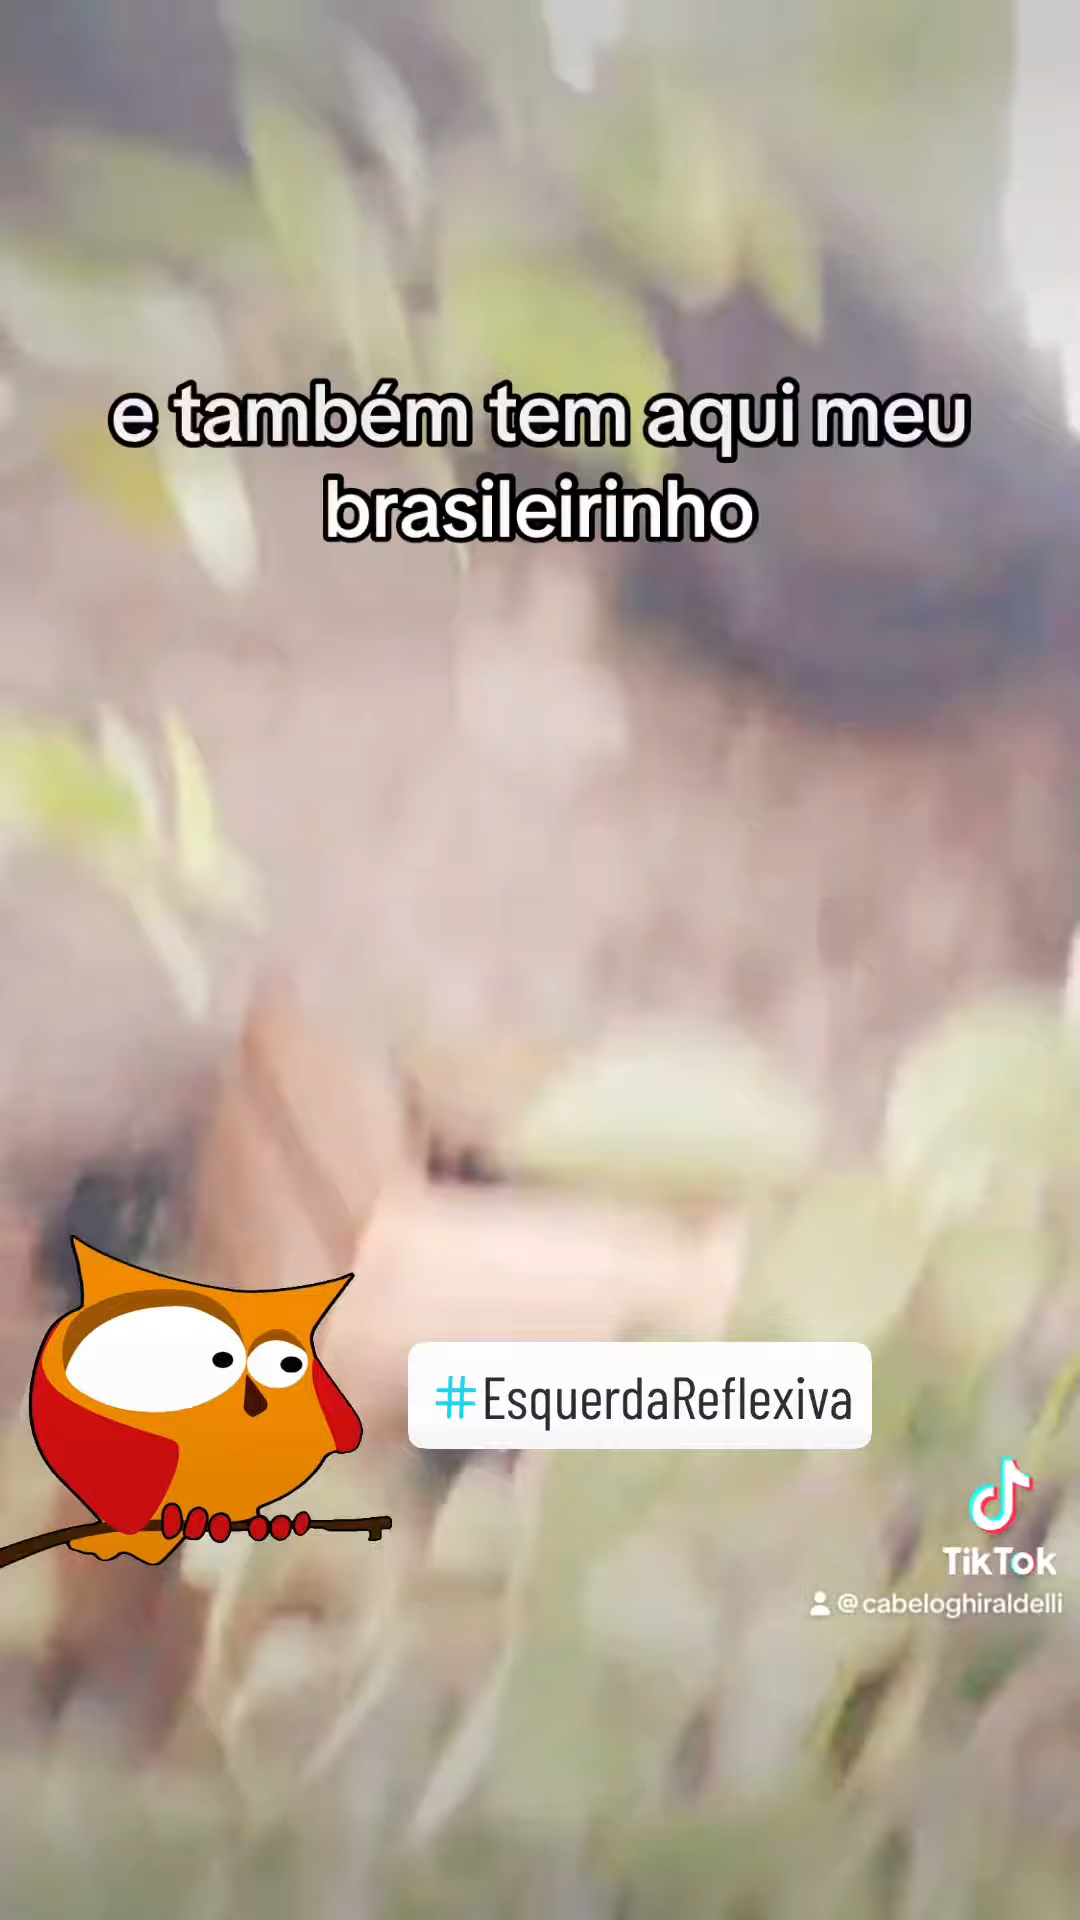 e também tem aqui meu
brasileirinho
#EsquerdaReflexiva
TikTok
@cabeloghiraldelli